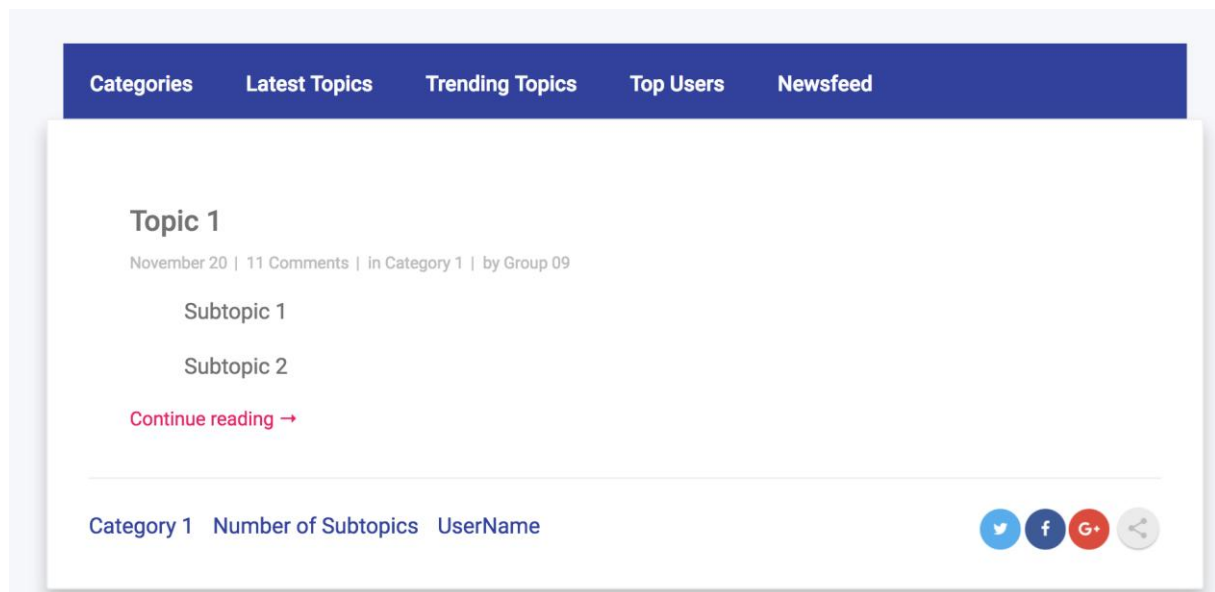 Categories Latest Topics Trending Topics Top Users Newsfeed
Topic 1
November 20 | 11 Comments | in Category 1 | by Group 09
Subtopic 1
Subtopic 2
Continue reading →
Category 1 Number of Subtopics UserName f G+